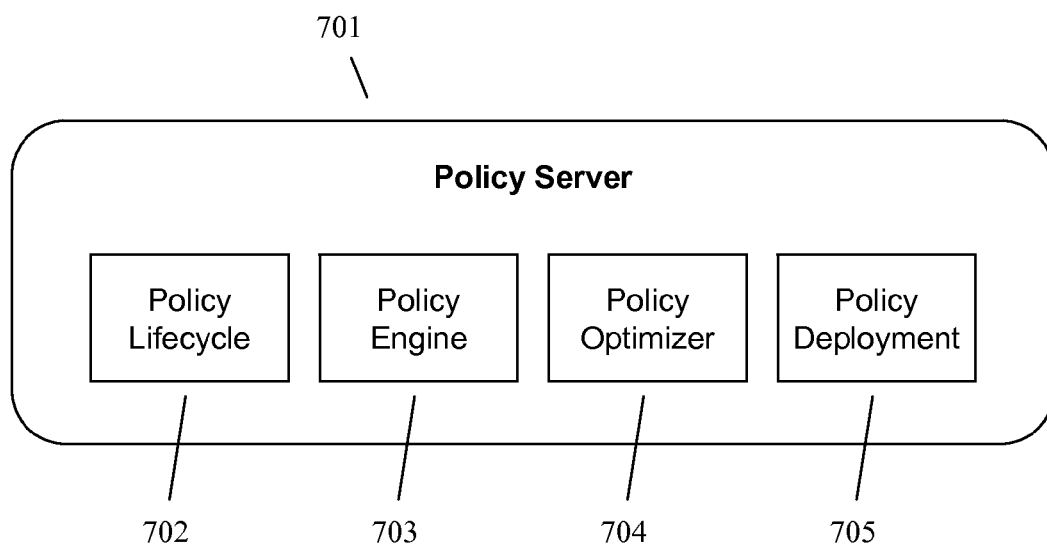 701
Policy Server
Policy
Lifecycle
Policy
Engine
Policy
Optimizer
Policy
Deployment
702
703
704
705